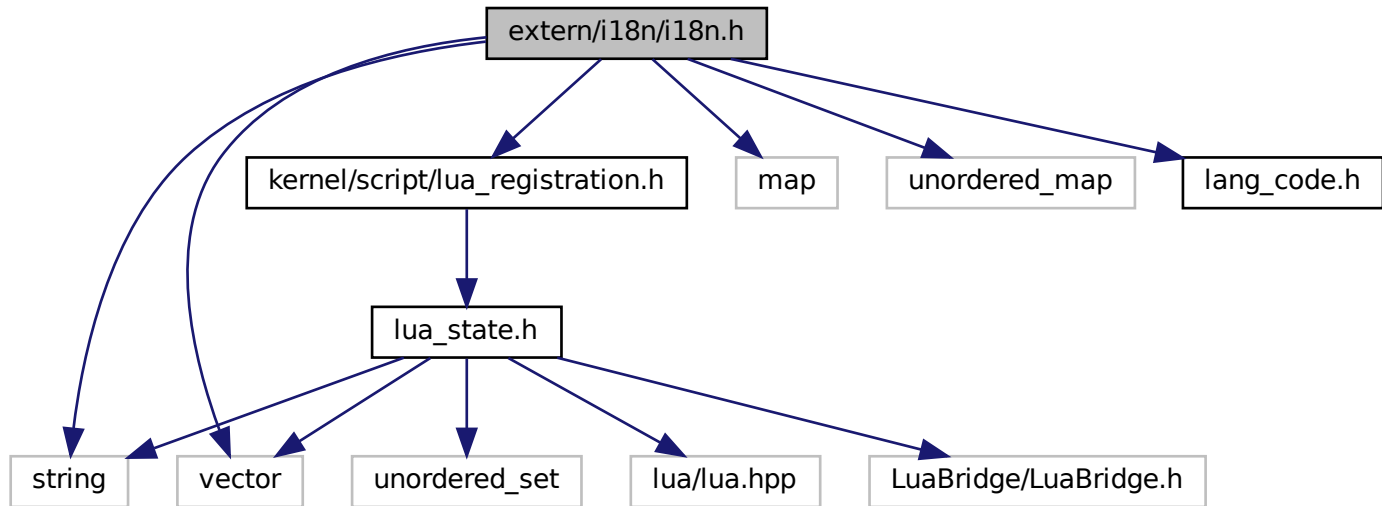 extern/i18n/i18n.h
kernel/script/lua_registration.h
map
unordered_map
lang_code.h
lua_state.h
string
vector
unordered_set
lua/lua.hpp
LuaBridge/LuaBridge.h